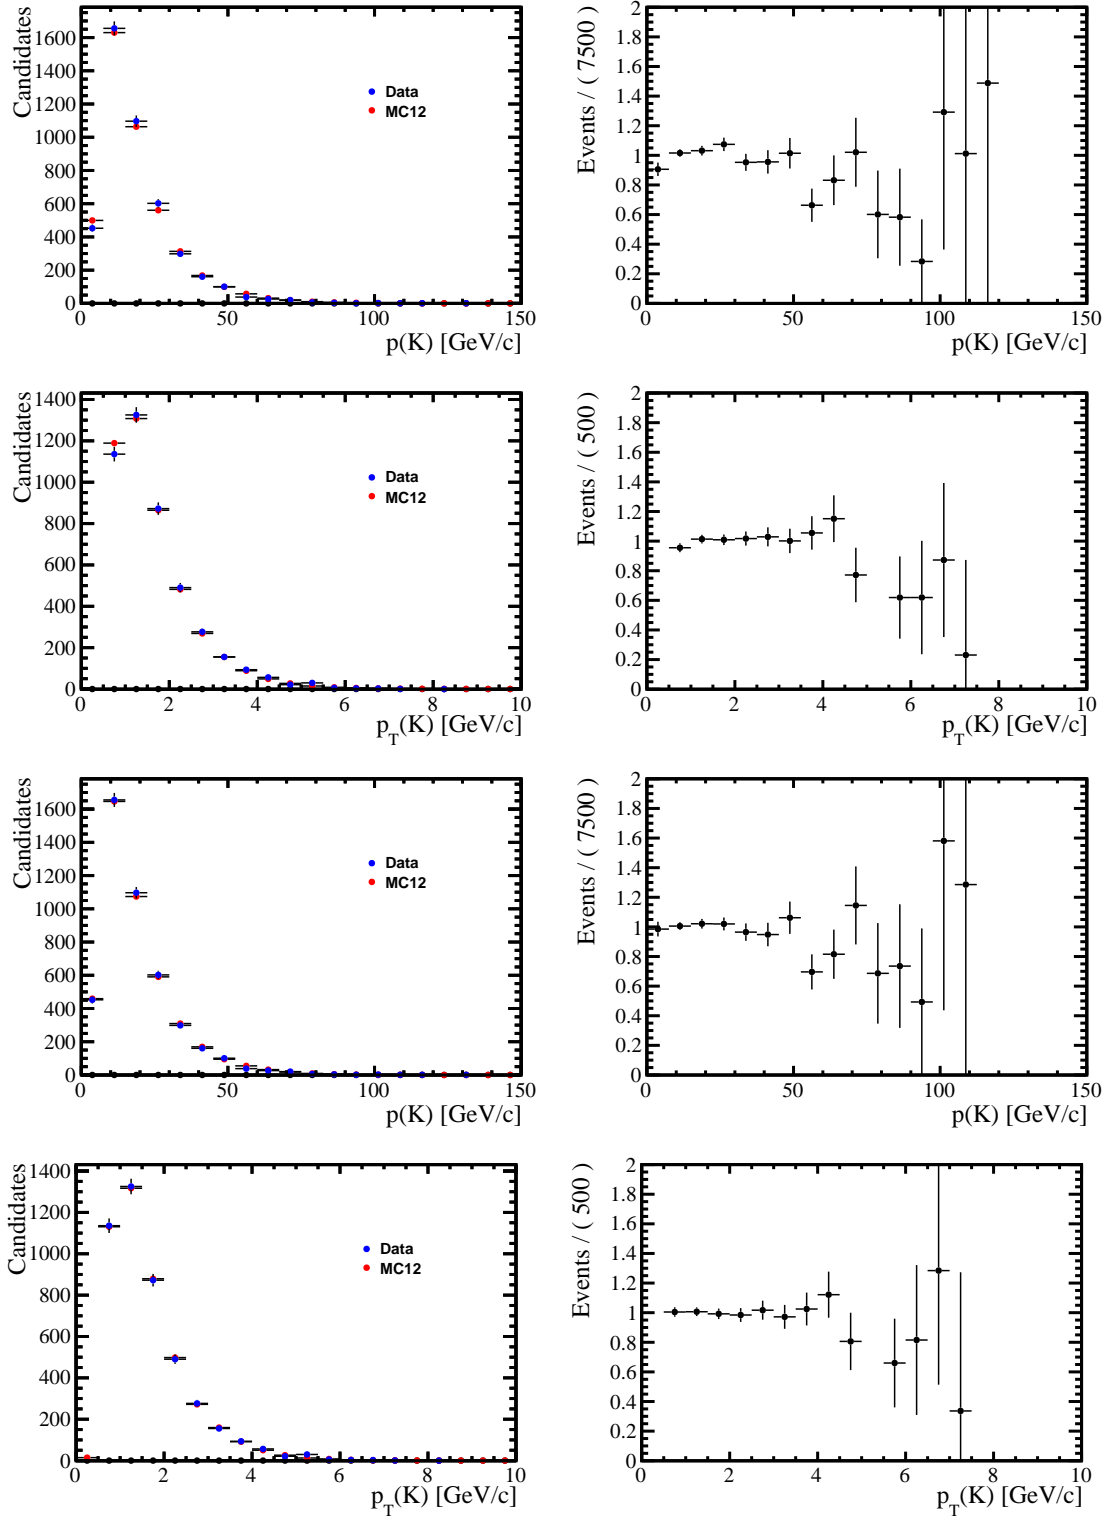 Candidates
1600
1400
1200
1000
800
600
400
200
0
Data
MC12
0 50 100 150
p(K) [GeV/c]
Events / ( 7500 )
2
1.8
1.6
1.4
1.2
1
0.8
0.6
0.4
0.2
0
0 50 100 150
p(K) [GeV/c]
Candidates
1400
1200
1000
800
600
400
200
0
Data
MC12
0 2 4 6 8 10
p_T(K) [GeV/c]
Events / ( 500 )
2
1.8
1.6
1.4
1.2
1
0.8
0.6
0.4
0.2
0
0 2 4 6 8 10
p_T(K) [GeV/c]
Candidates
1600
1400
1200
1000
800
600
400
200
0
Data
MC12
0 50 100 150
p(K) [GeV/c]
Events / ( 7500 )
2
1.8
1.6
1.4
1.2
1
0.8
0.6
0.4
0.2
0
0 50 100 150
p(K) [GeV/c]
Candidates
1400
1200
1000
800
600
400
200
0
Data
MC12
0 2 4 6 8 10
p_T(K) [GeV/c]
Events / ( 500 )
2
1.8
1.6
1.4
1.2
1
0.8
0.6
0.4
0.2
0
0 2 4 6 8 10
p_T(K) [GeV/c]